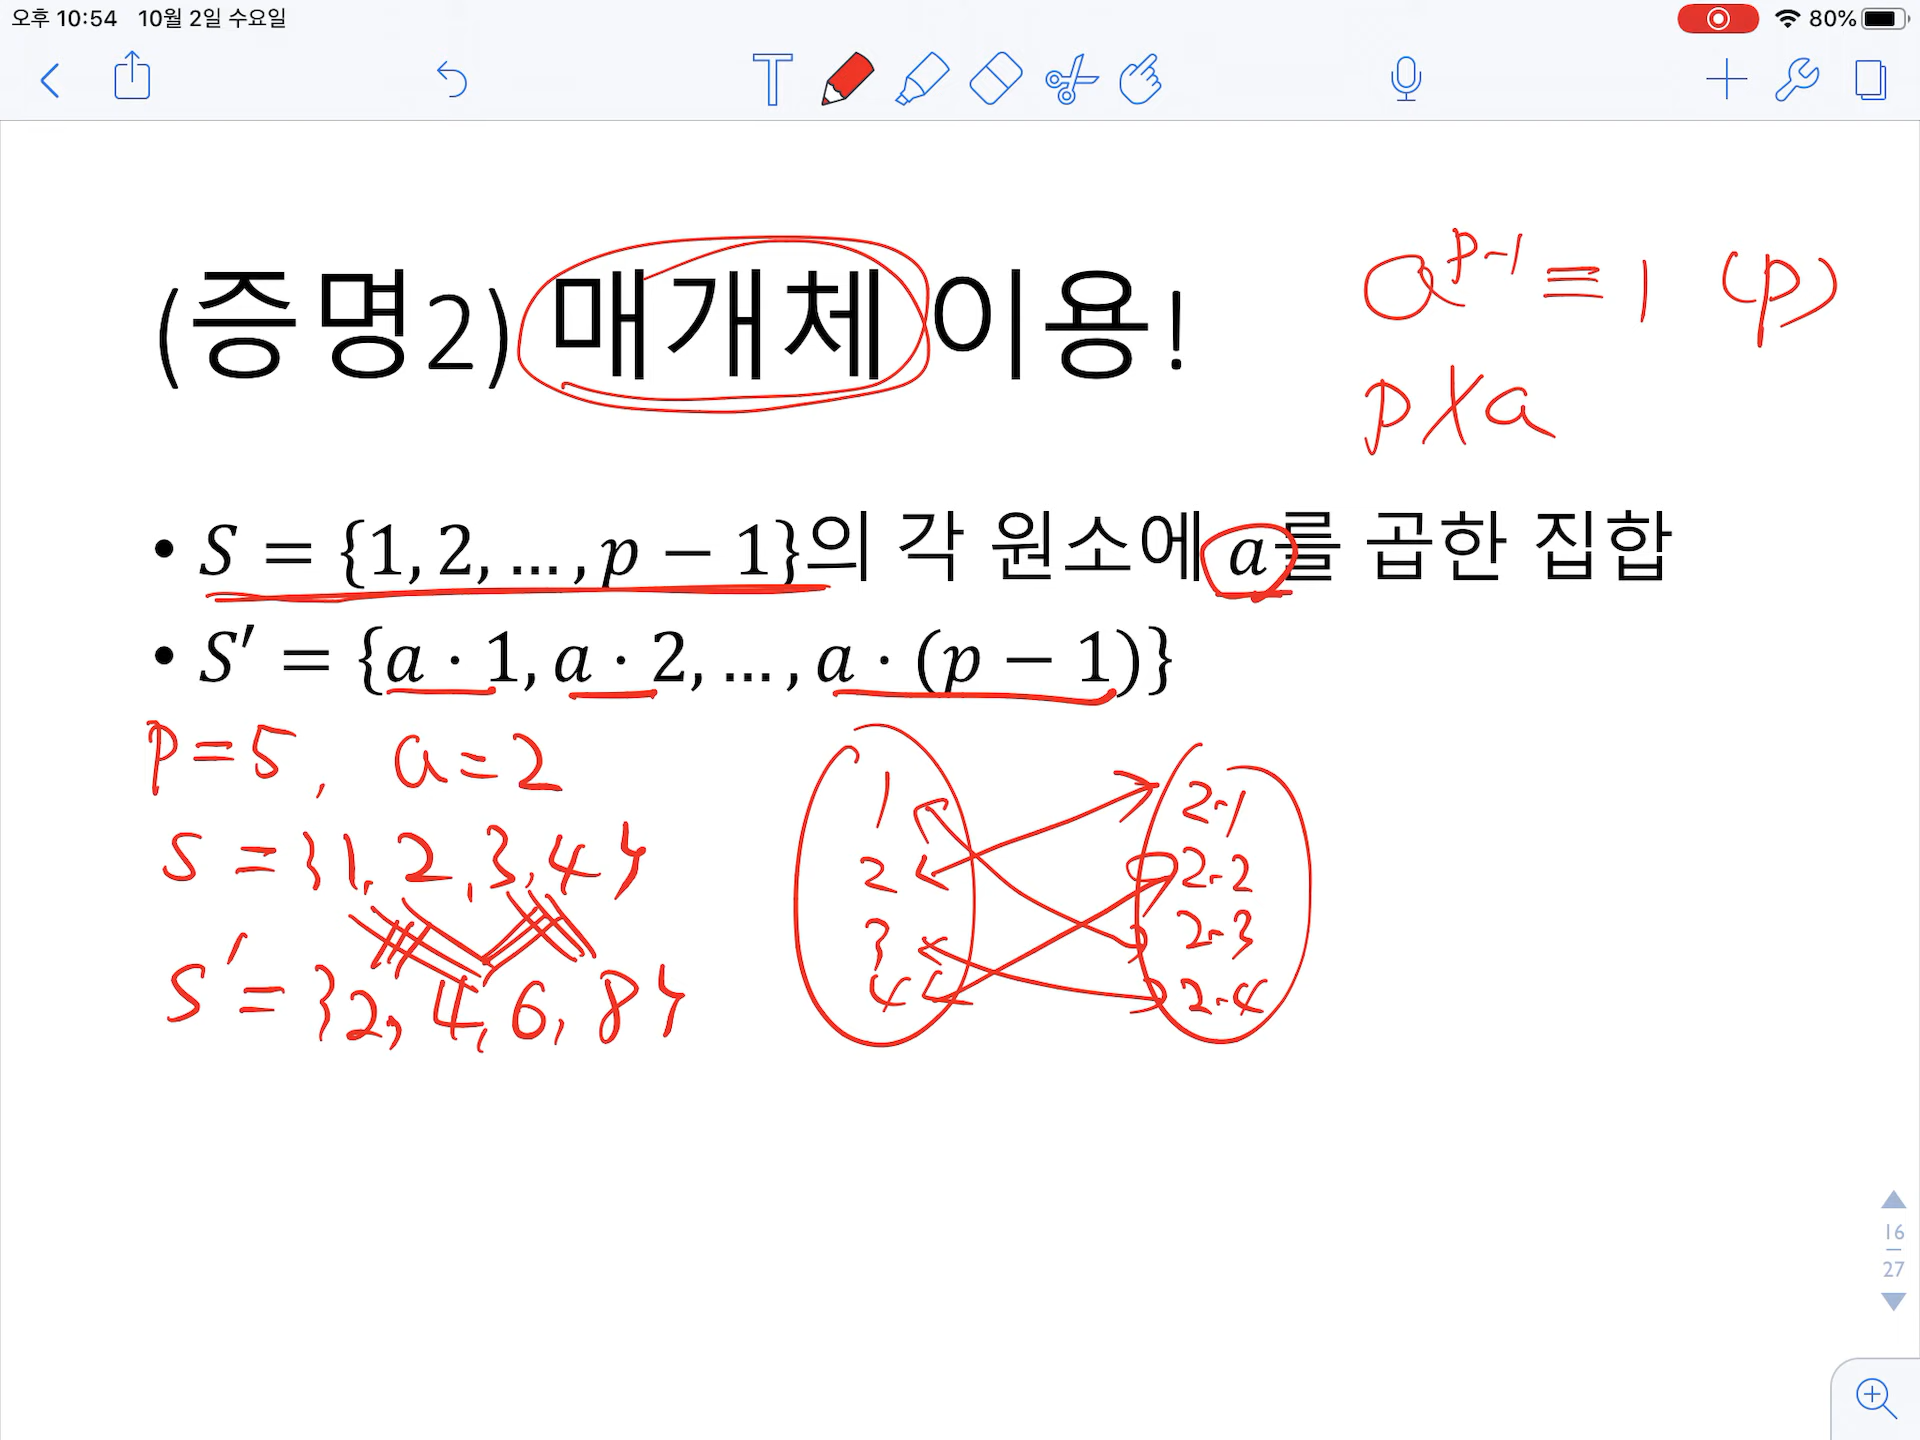 오후 10:54 10월 2일 수요일 80%
(증명2) 매개체 이용!
a^{p-1} ≡ 1 (p)
p ∤ a
• S = {1, 2, … , p − 1}의 각 원소에 a를 곱한 집합
• S′ = {a · 1, a · 2, … , a · (p − 1)}
p = 5, a = 2
S = {1, 2, 3, 4}
S′ = {2, 4, 6, 8}
1 2·1
2 2·2
3 2·3
4 2·4
16
27